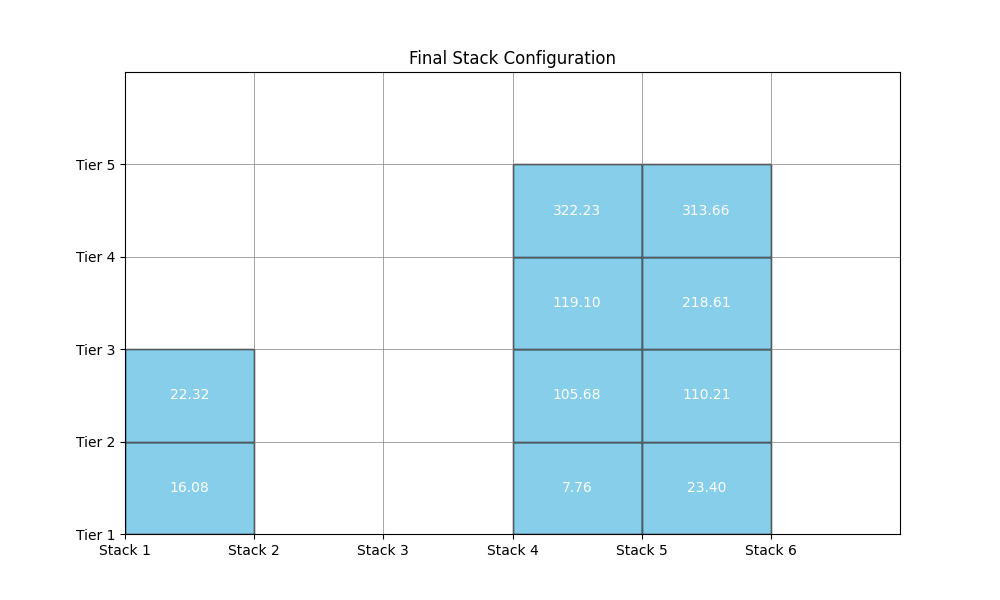 Final Stack Configuration
Tier 5
322.23 313.66
Tier 4
119.10 218.61
Tier 3
22.32 105.68 110.21
Tier 2
16.08 7.76 23.40
Tier 1
Stack 1 Stack 2 Stack 3 Stack 4 Stack 5 Stack 6